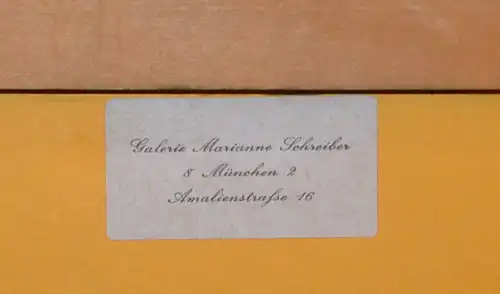 Galerie Marianne Schreiber
8 München 2
Amalienstraße 16